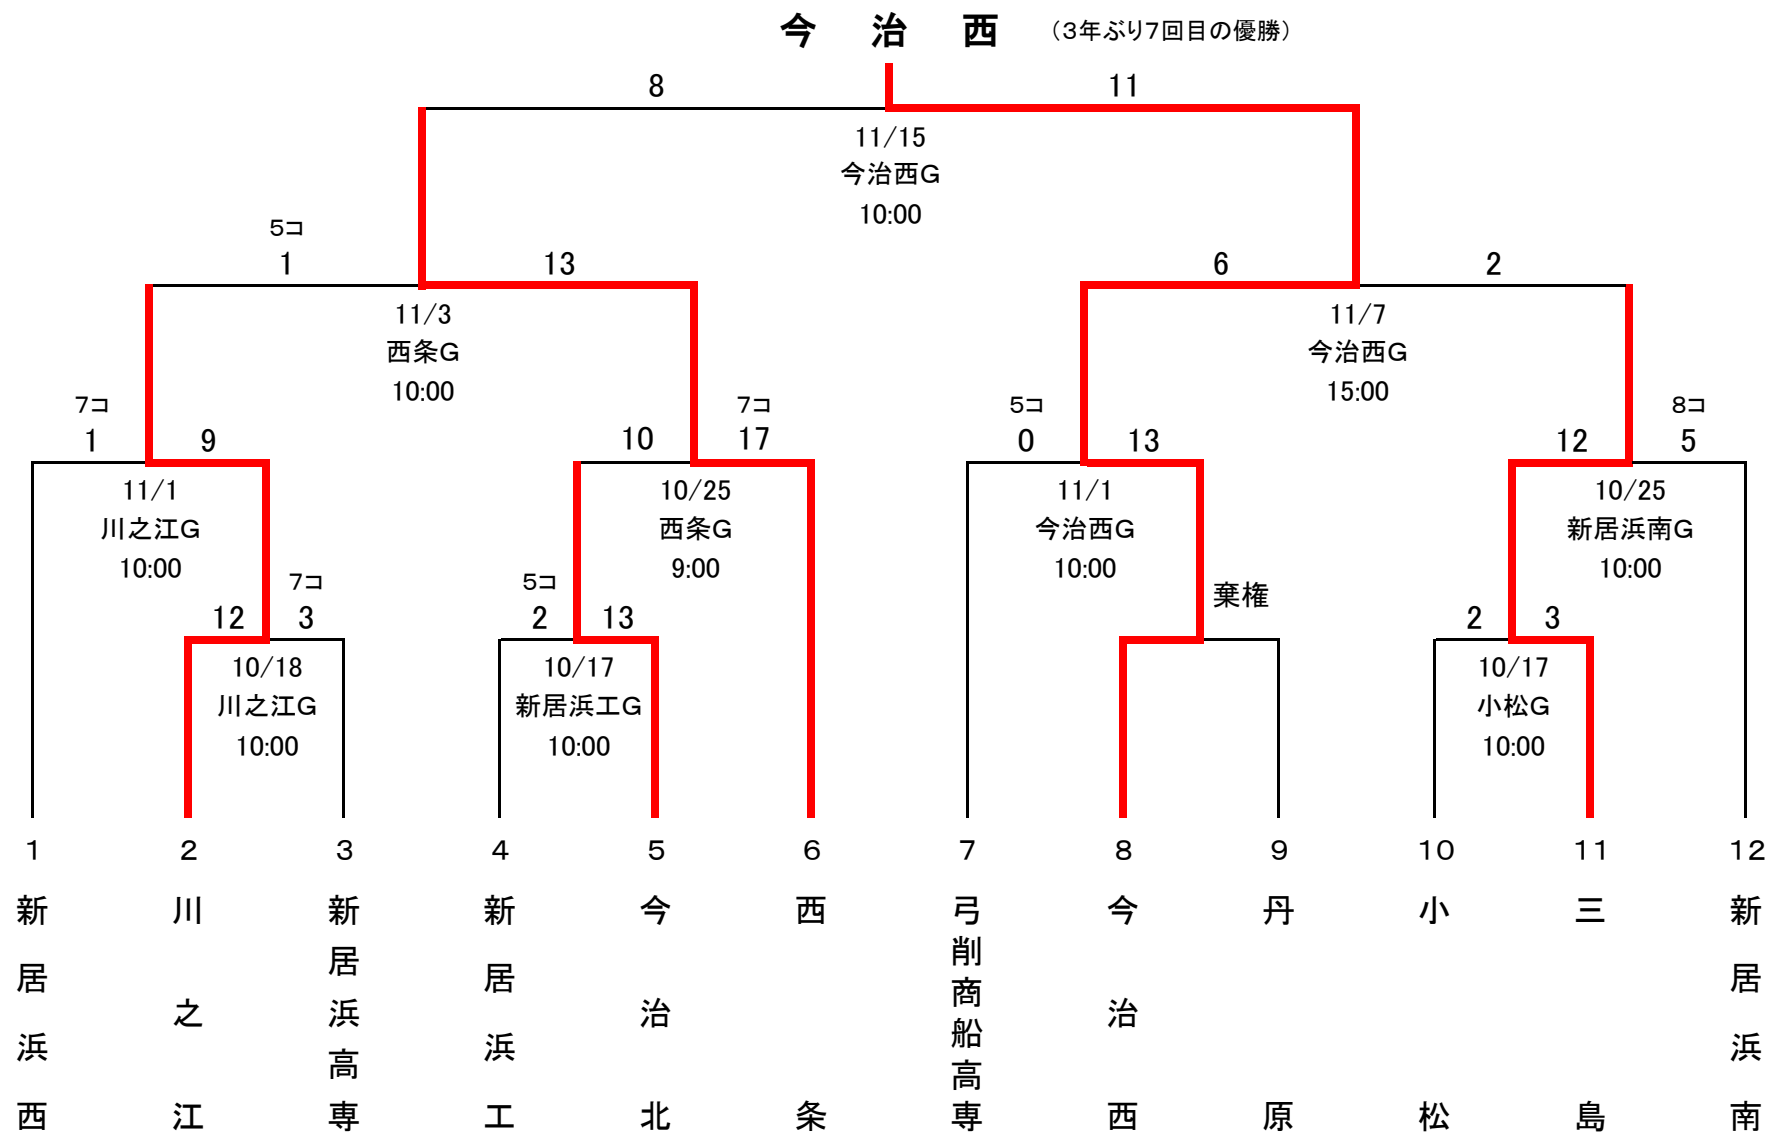 今治西 （３年ぶり７回目の優勝）
8 11
11/15
今治西Ｇ
10:00
５コ
1 13 6 2
11/3 11/7
西条Ｇ 今治西Ｇ
10:00 15:00
７コ ７コ ５コ ８コ
1 9 10 17 0 13 12 5
11/1 10/25 11/1 10/25
川之江Ｇ 西条Ｇ 今治西Ｇ 新居浜南Ｇ
10:00 9:00 10:00 10:00
７コ ５コ 棄権
12 3 2 13 2 3
10/18 10/17 10/17
川之江Ｇ 新居浜工Ｇ 小松Ｇ
10:00 10:00 10:00
1 2 3 4 5 6 7 8 9 10 11 12
新居浜西
川之江
新居浜高専
新居浜工
今治北
西条
弓削商船高専
今治西
丹原
小松
三島
新居浜南